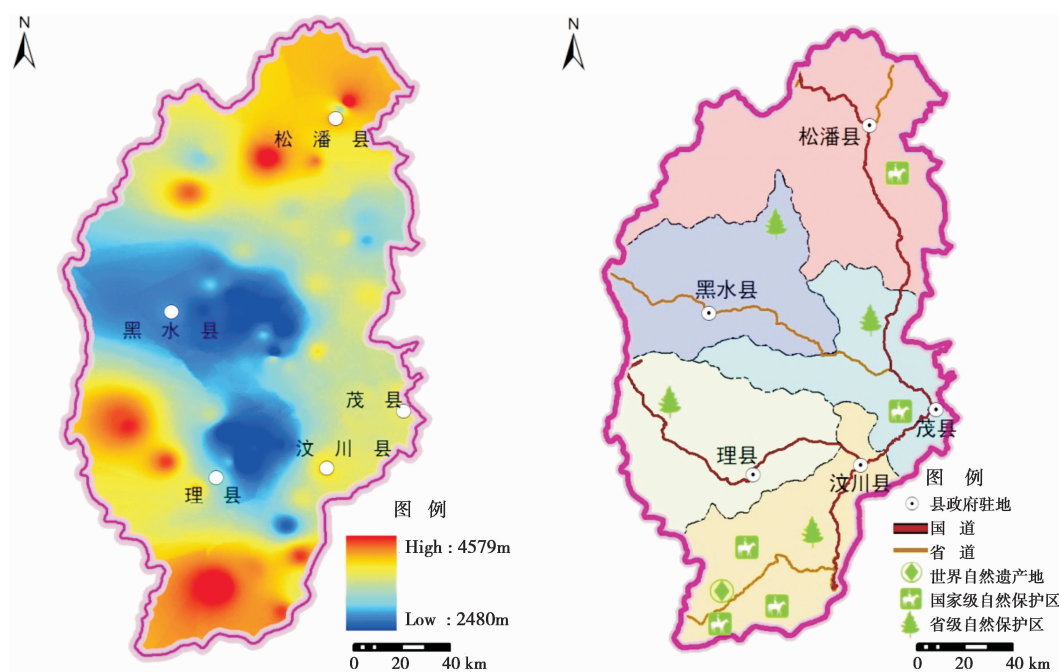 N
松潘县
黑水县
茂县
汶川县
理县
图例
High : 4579m
Low : 2480m
0 20 40 km
N
松潘县
黑水县
茂县
理县
汶川县
图例
县政府驻地
国道
省道
世界自然遗产地
国家级自然保护区
省级自然保护区
0 20 40 km